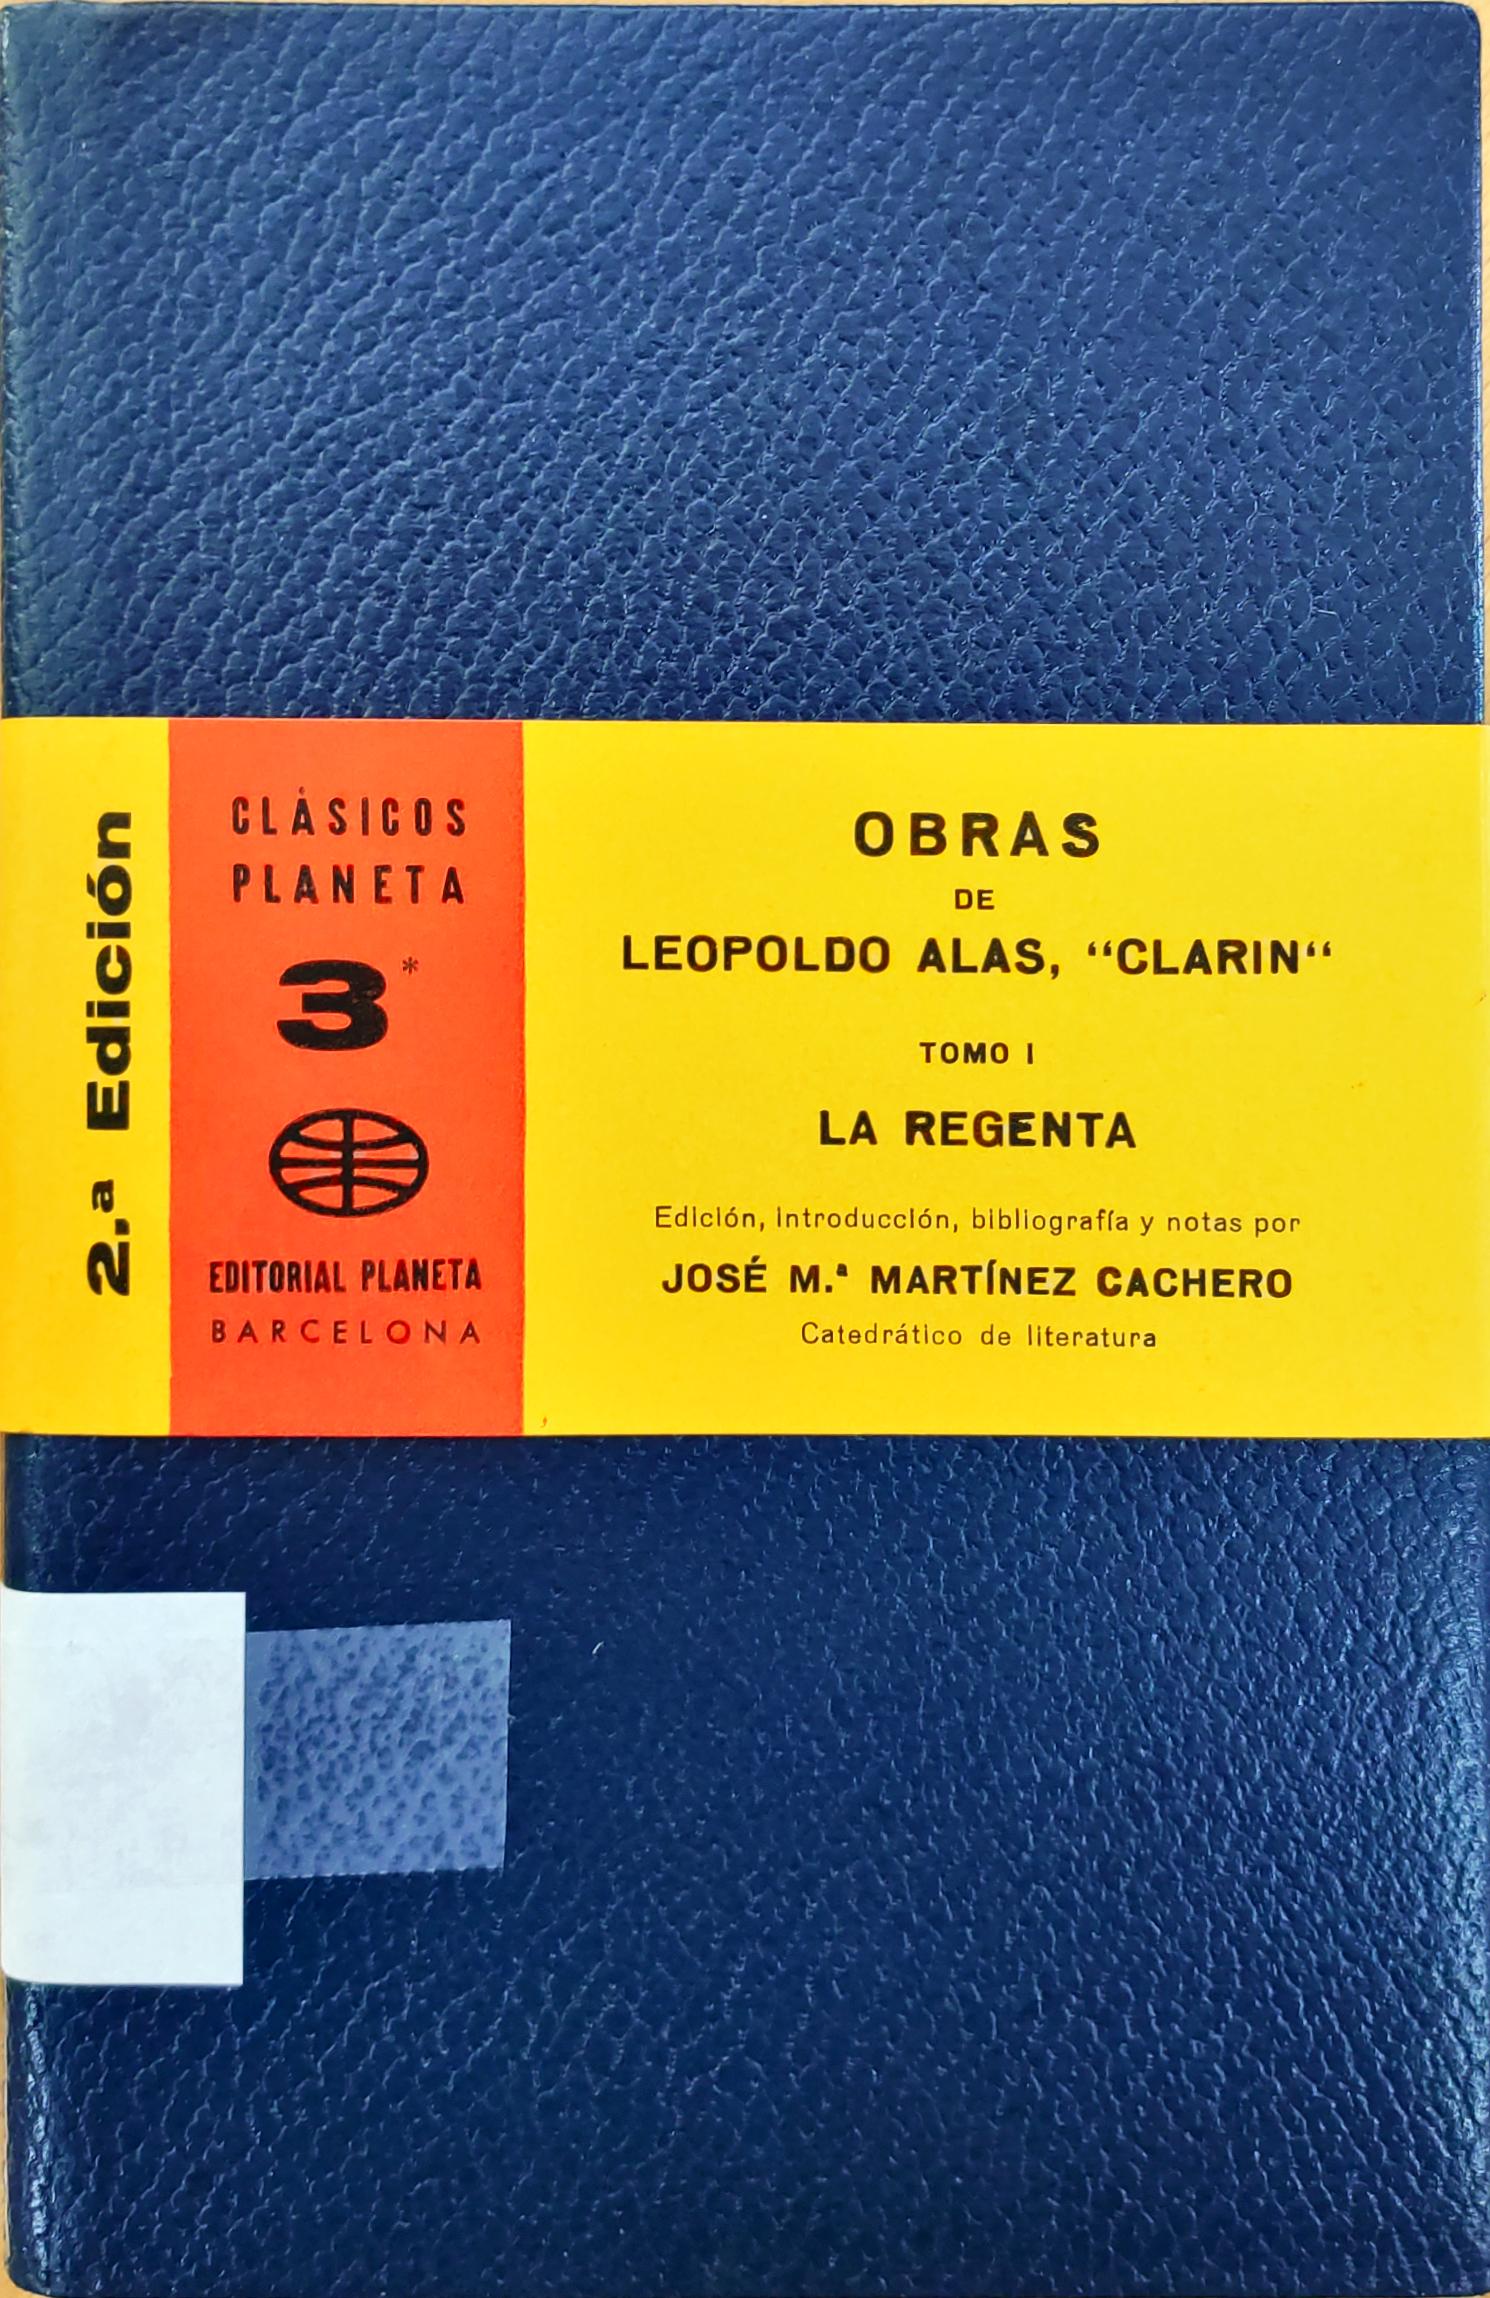 2.ª Edición
CLÁSICOS
PLANETA
3*
EDITORIAL PLANETA
BARCELONA
OBRAS
DE
LEOPOLDO ALAS, “CLARIN“
TOMO I
LA REGENTA
Edición, introducción, bibliografía y notas por
JOSÉ M.ª MARTÍNEZ CACHERO
Catedrático de literatura